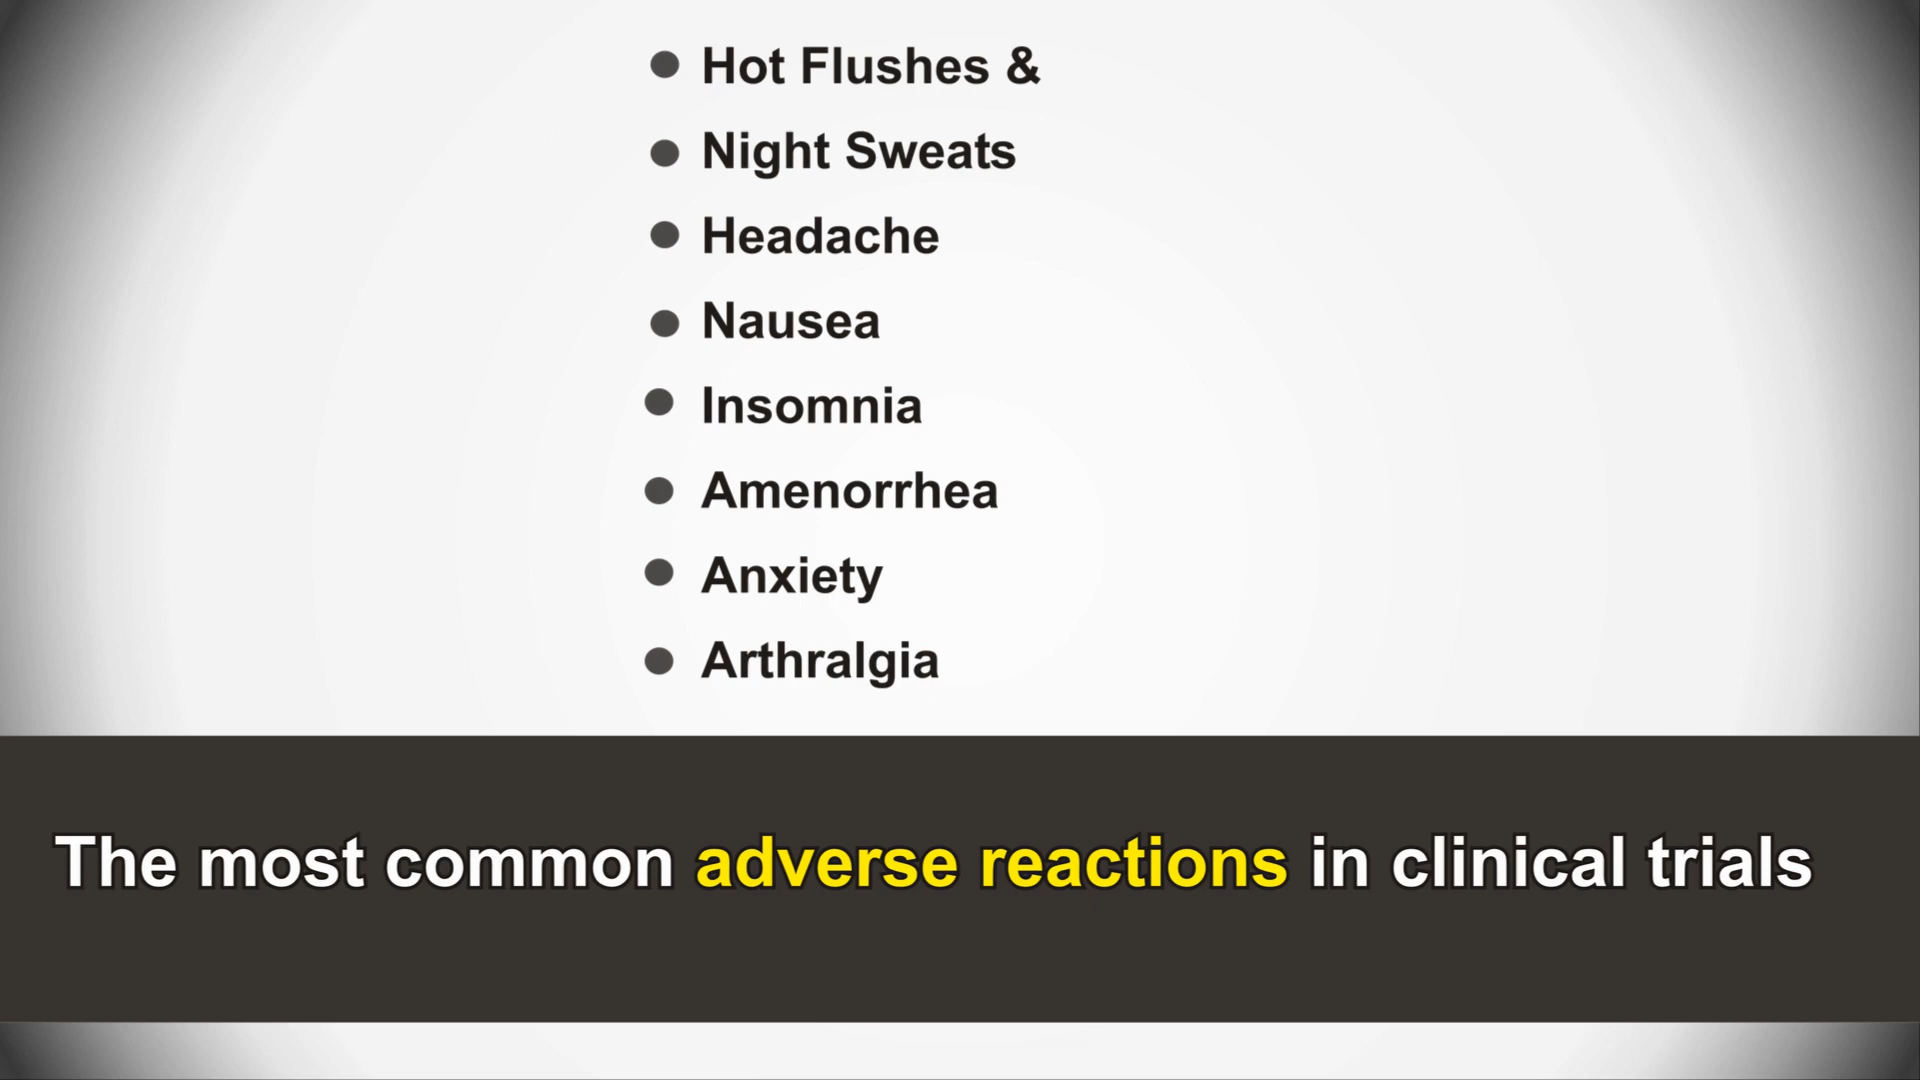 ● Hot Flushes &
● Night Sweats
● Headache
● Nausea
● Insomnia
● Amenorrhea
● Anxiety
● Arthralgia
The most common adverse reactions in clinical trials